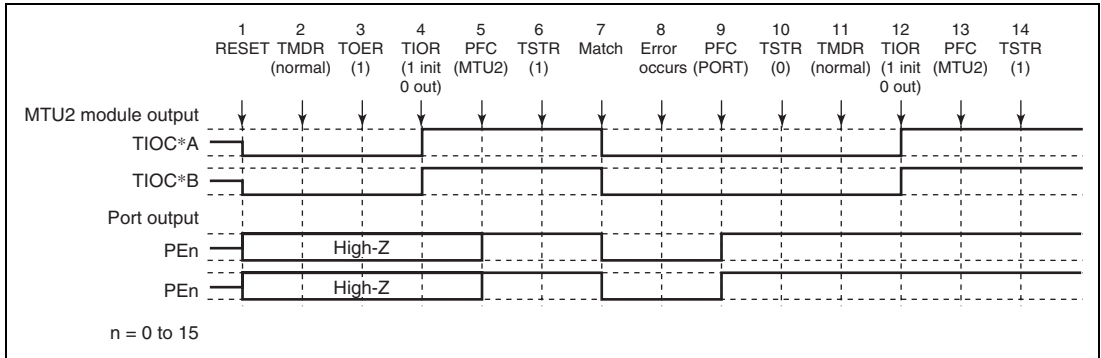 1 2 3 4 5 6 7 8 9 10 11 12 13 14
RESET TMDR TOER TIOR PFC TSTR Match Error PFC TSTR TMDR TIOR PFC TSTR
(normal) (1) (1 init (MTU2) (1) occurs (PORT) (0) (normal) (1 init (MTU2) (1)
0 out) 0 out)
MTU2 module output
TIOC*A
TIOC*B
Port output
PEn High-Z
PEn High-Z
n = 0 to 15